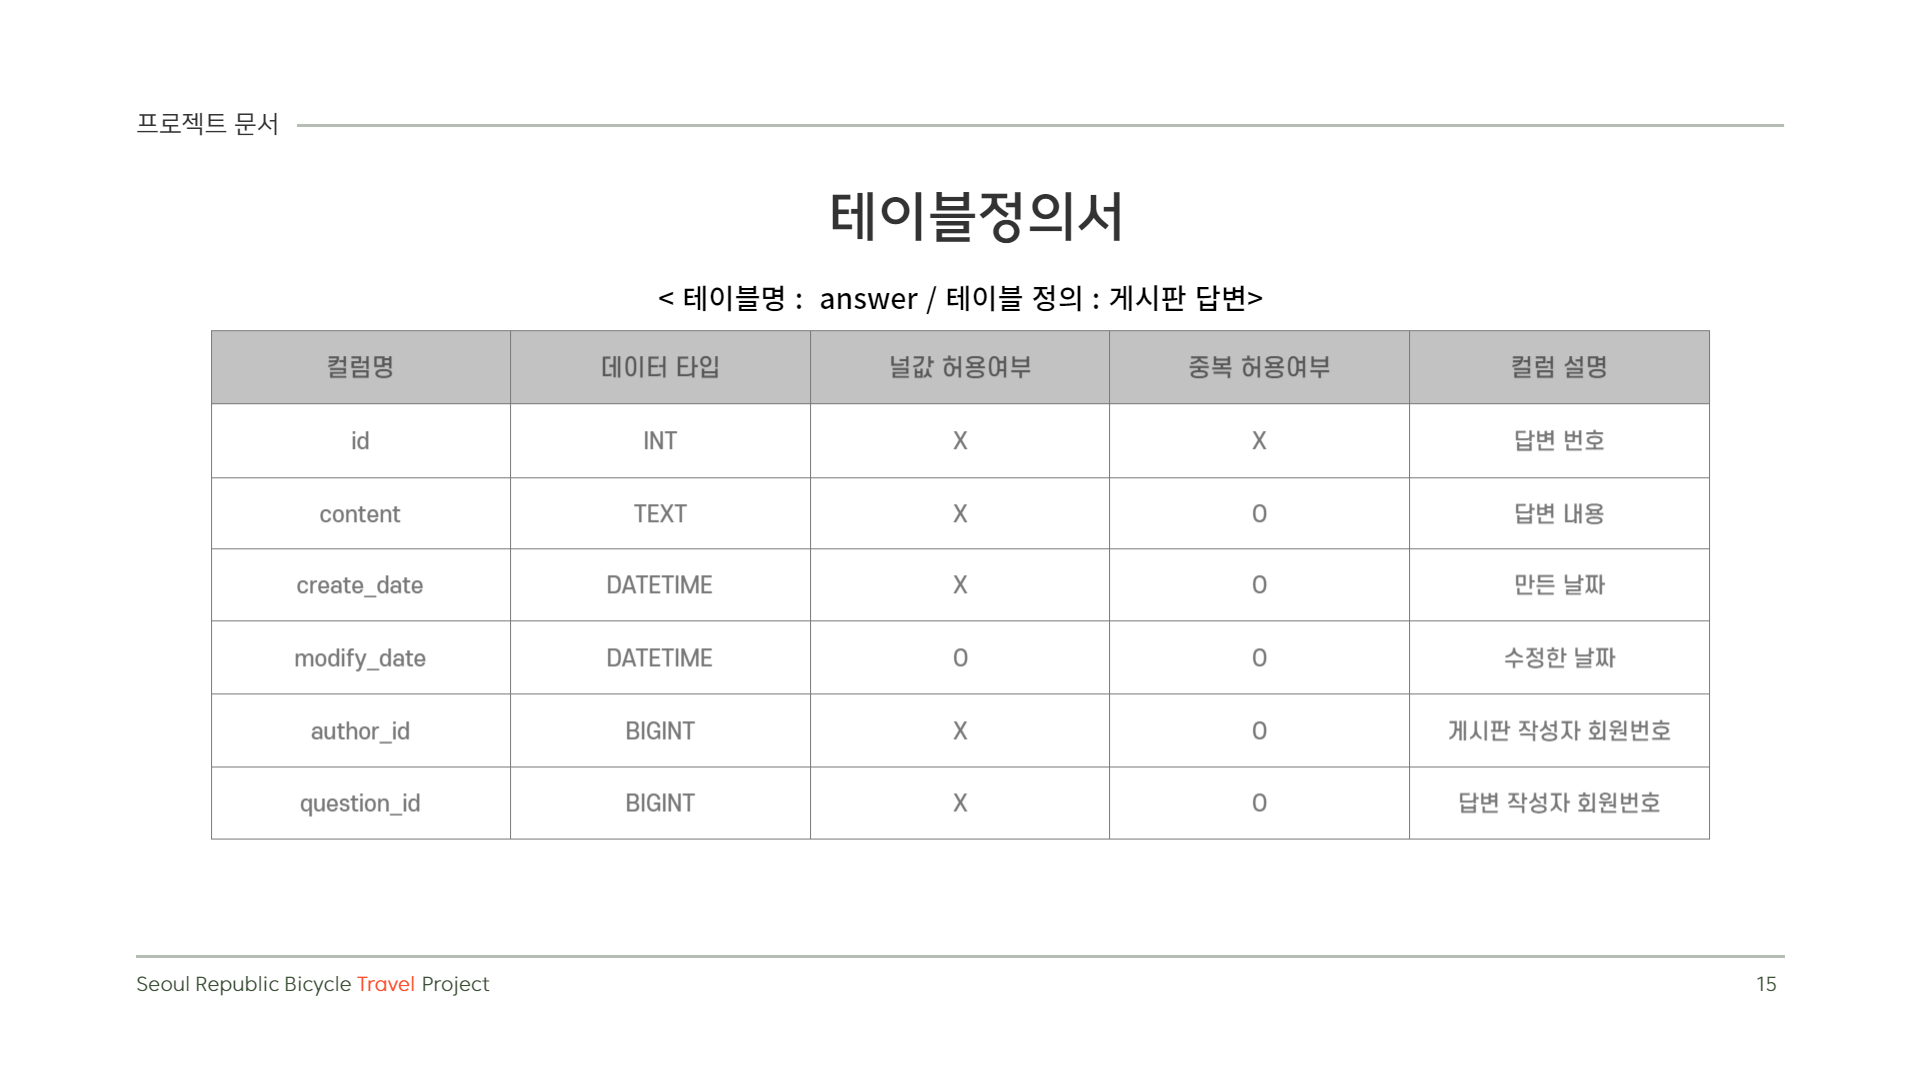 프로젝트 문서
테이블정의서
< 테이블명 : answer / 테이블 정의 : 게시판 답변>
컬럼명 데이터 타입 널값 허용여부 중복 허용여부 컬럼 설명
id INT X X 답변 번호
content TEXT X O 답변 내용
create_date DATETIME X O 만든 날짜
modify_date DATETIME O O 수정한 날짜
author_id BIGINT X O 게시판 작성자 회원번호
question_id BIGINT X O 답변 작성자 회원번호
Seoul Republic Bicycle Travel Project 15